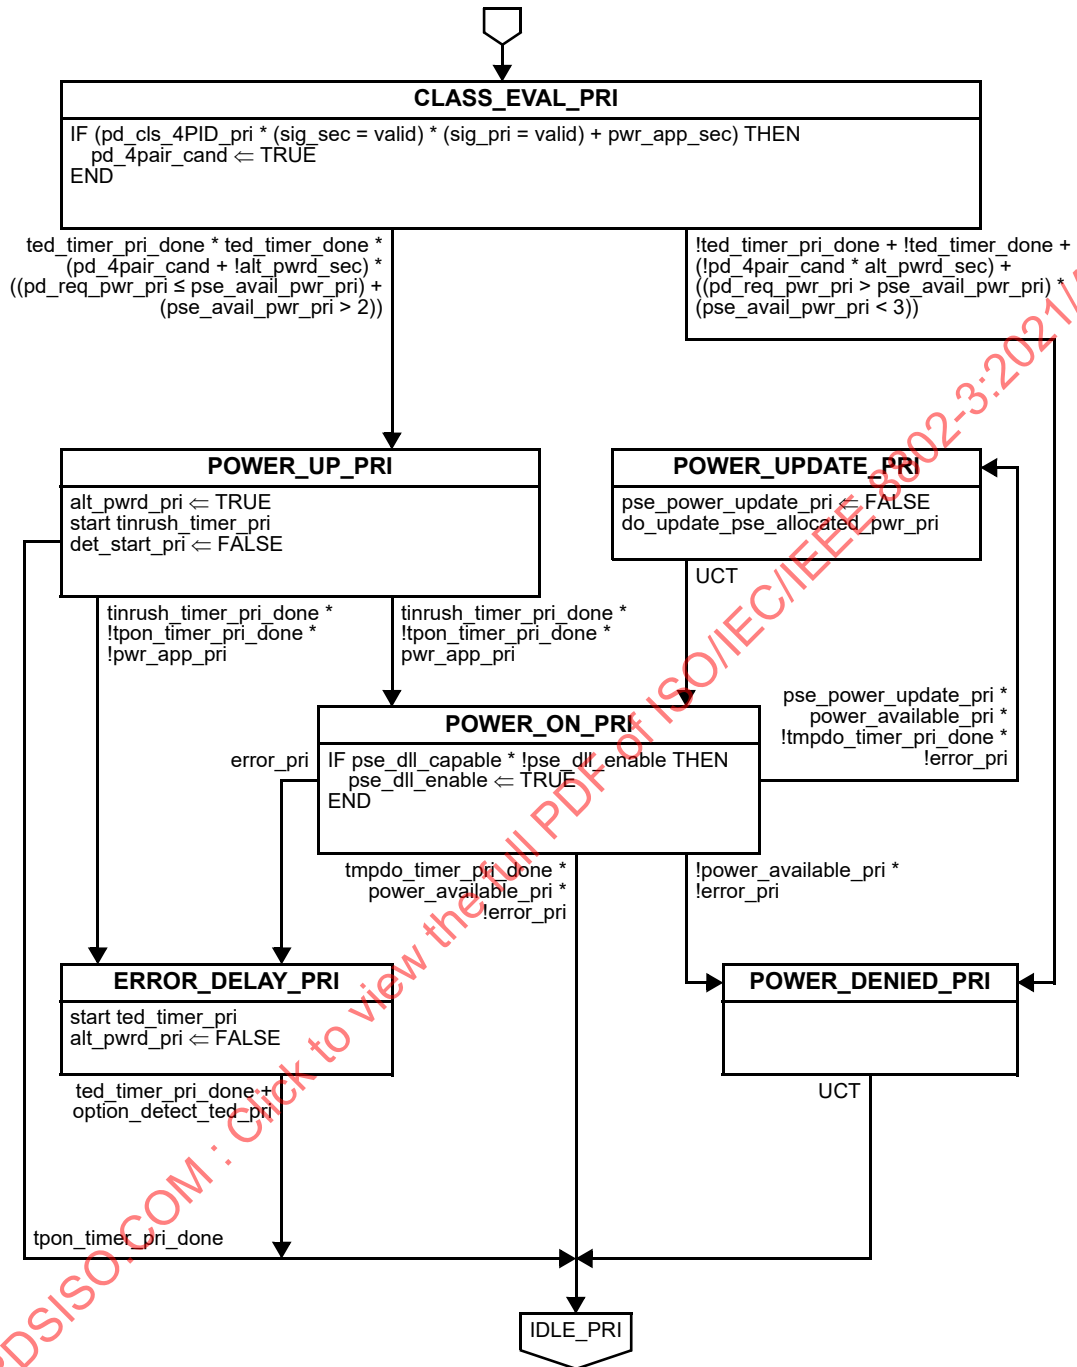 CLASS_EVAL_PRI
IF (pd_cls_4PID_pri * (sig_sec = valid) * (sig_pri = valid) + pwr_app_sec) THEN
pd_4pair_cand ⇐ TRUE
END
ted_timer_pri_done * ted_timer_done *
(pd_4pair_cand + !alt_pwrd_sec) *
((pd_req_pwr_pri ≤ pse_avail_pwr_pri) +
(pse_avail_pwr_pri > 2))
!ted_timer_pri_done + !ted_timer_done +
(!pd_4pair_cand * alt_pwrd_sec) +
((pd_req_pwr_pri > pse_avail_pwr_pri) *
(pse_avail_pwr_pri < 3))
POWER_UP_PRI
alt_pwrd_pri ⇐ TRUE
start tinrush_timer_pri
det_start_pri ⇐ FALSE
POWER_UPDATE_PRI
pse_power_update_pri ⇐ FALSE
do_update_pse_allocated_pwr_pri
UCT
tinrush_timer_pri_done *
!tpon_timer_pri_done *
!pwr_app_pri
tinrush_timer_pri_done *
!tpon_timer_pri_done *
pwr_app_pri
pse_power_update_pri *
power_available_pri *
!tmpdo_timer_pri_done *
!error_pri
POWER_ON_PRI
error_pri
IF pse_dll_capable * !pse_dll_enable THEN
pse_dll_enable ⇐ TRUE
END
tmpdo_timer_pri_done *
power_available_pri *
!error_pri
!power_available_pri *
!error_pri
ERROR_DELAY_PRI
start ted_timer_pri
alt_pwrd_pri ⇐ FALSE
POWER_DENIED_PRI
ted_timer_pri_done +
option_detect_ted_pri
UCT
tpon_timer_pri_done
IDLE_PRI
PDSISO.COM : Click to view the full PDF of ISO/IEC/IEEE 8802-3:2021/